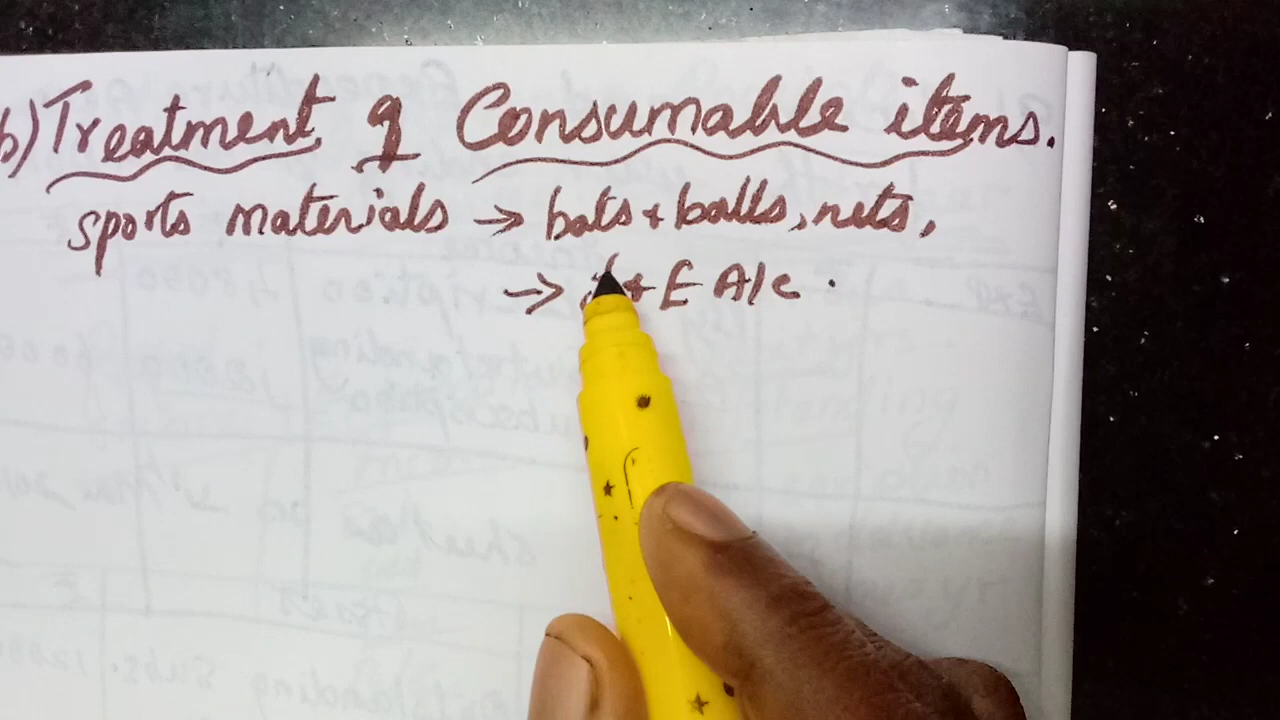 b) Treatment of Consumable items.
sports materials → bats + balls, nets,
→ I + E A/c.